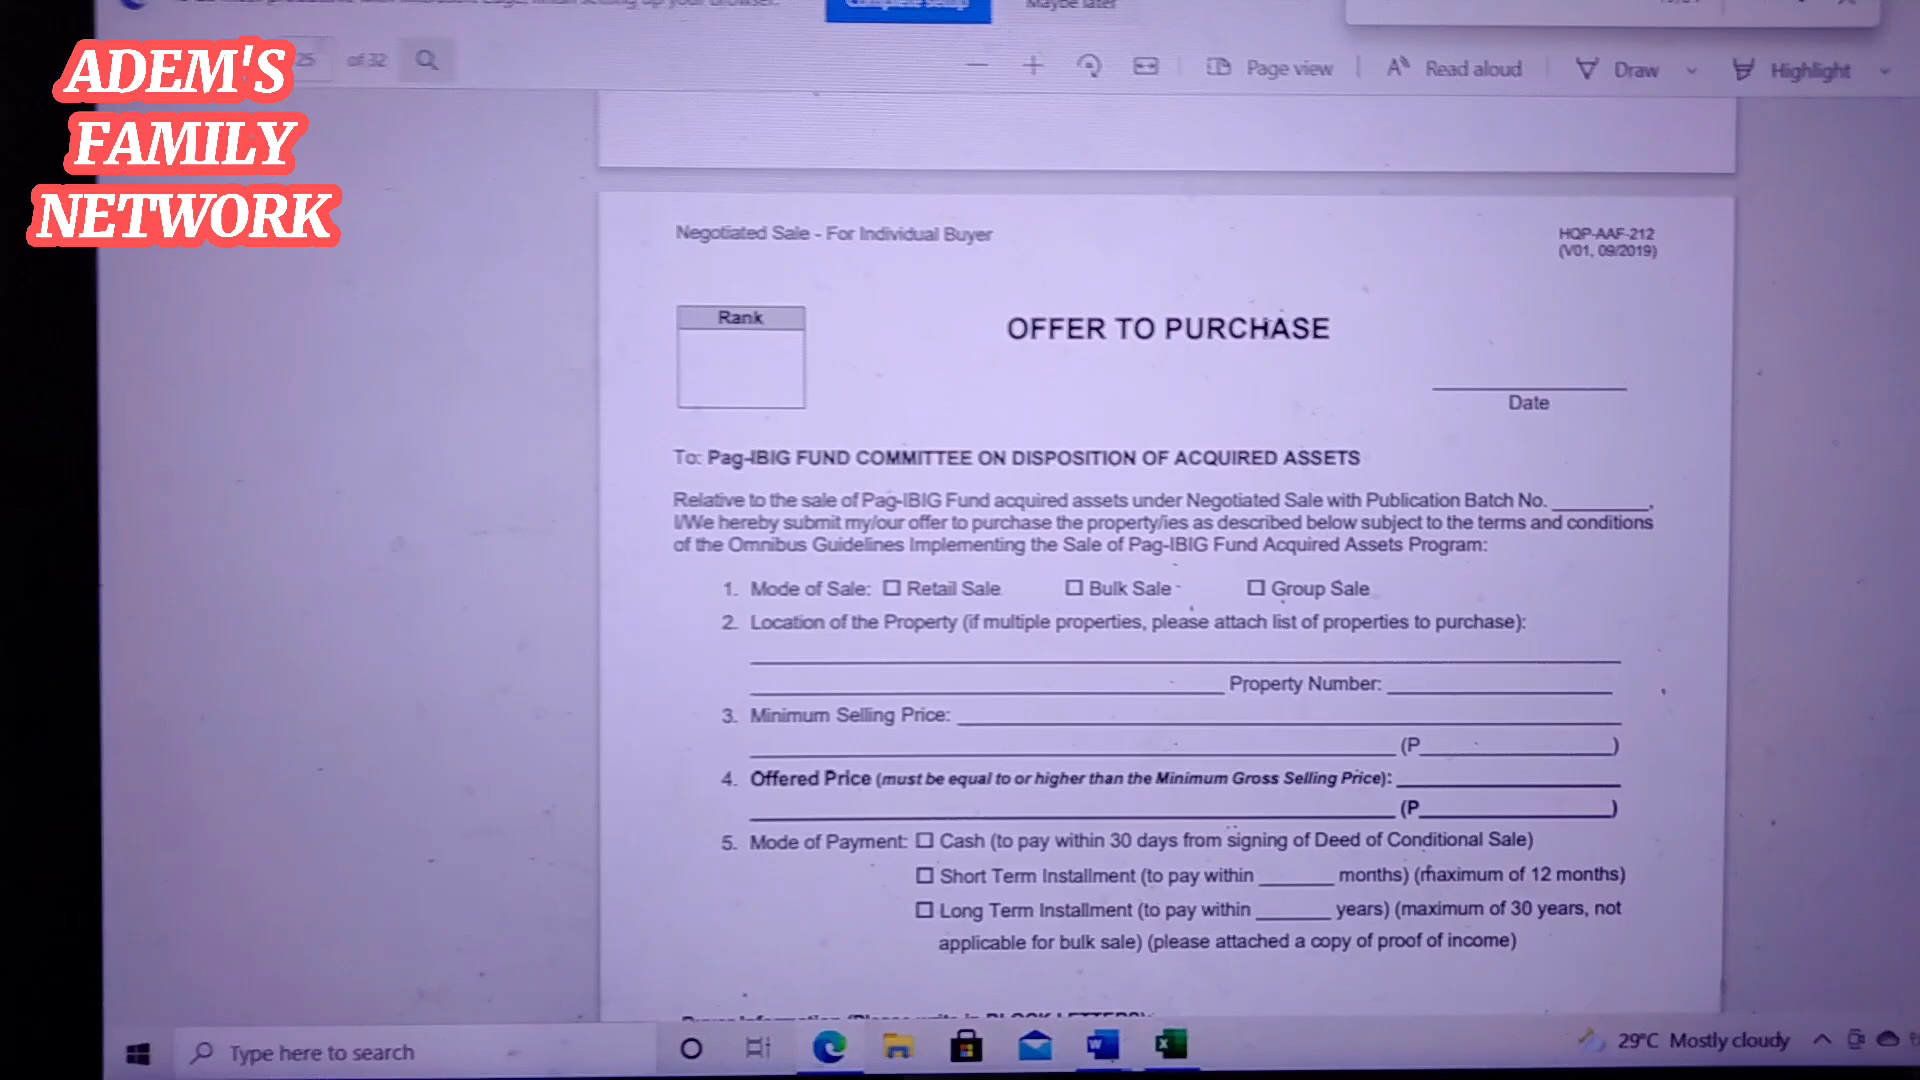 Complete setup
Maybe later
ADEM'S
FAMILY
NETWORK
25 of 32
Page view
Read aloud
Draw
Highlight
Negotiated Sale - For Individual Buyer
HQP-AAF-212
(V01, 09/2019)
Rank
OFFER TO PURCHASE
Date
To: Pag-IBIG FUND COMMITTEE ON DISPOSITION OF ACQUIRED ASSETS
Relative to the sale of Pag-IBIG Fund acquired assets under Negotiated Sale with Publication Batch No. _________,
I/We hereby submit my/our offer to purchase the property/ies as described below subject to the terms and conditions
of the Omnibus Guidelines Implementing the Sale of Pag-IBIG Fund Acquired Assets Program:
1. Mode of Sale: ☐ Retail Sale ☐ Bulk Sale ☐ Group Sale
2. Location of the Property (if multiple properties, please attach list of properties to purchase):
Property Number:
3. Minimum Selling Price:
(P____________)
4. Offered Price (must be equal to or higher than the Minimum Gross Selling Price):
(P____________)
5. Mode of Payment: ☐ Cash (to pay within 30 days from signing of Deed of Conditional Sale)
☐ Short Term Installment (to pay within _______ months) (maximum of 12 months)
☐ Long Term Installment (to pay within _______ years) (maximum of 30 years, not
applicable for bulk sale) (please attached a copy of proof of income)
Type here to search
29°C Mostly cloudy